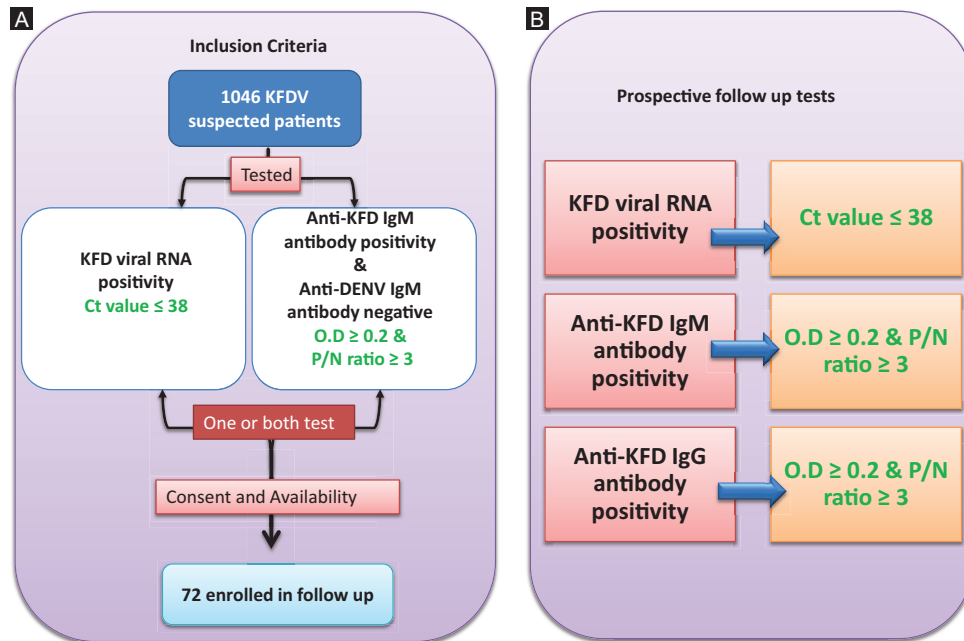 A
Inclusion Criteria
1046 KFDV
suspected patients
Tested
KFD viral RNA
positivity
Ct value ≤ 38
Anti-KFD IgM
antibody positivity
&
Anti-DENV IgM
antibody negative
O.D ≥ 0.2 &
P/N ratio ≥ 3
One or both test
Consent and Availability
72 enrolled in follow up
B
Prospective follow up tests
KFD viral RNA
positivity
Ct value ≤ 38
Anti-KFD IgM
antibody
positivity
O.D ≥ 0.2 & P/N
ratio ≥ 3
Anti-KFD IgG
antibody
positivity
O.D ≥ 0.2 & P/N
ratio ≥ 3